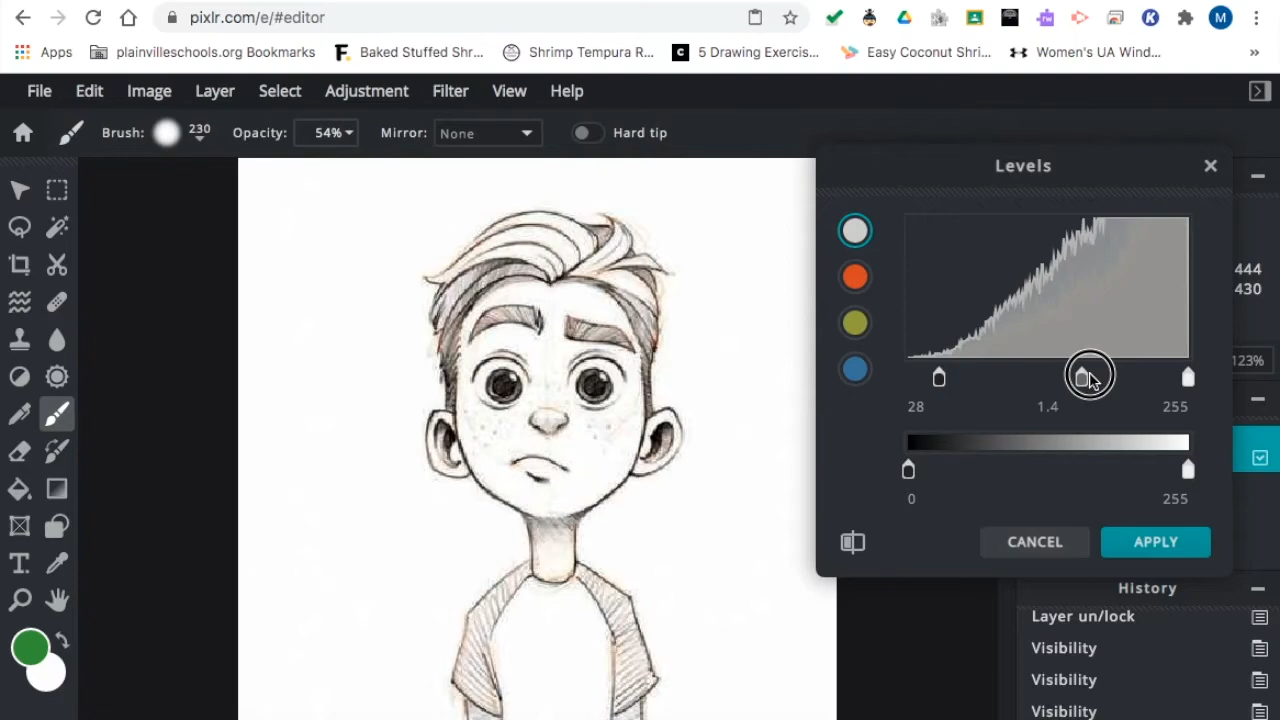 pixlr.com/e/#editor
M
Apps
plainvilleschools.org Bookmarks
Baked Stuffed Shr...
Shrimp Tempura R...
5 Drawing Exercis...
Easy Coconut Shri...
Women's UA Wind...
»
File Edit Image Layer Select Adjustment Filter View Help
Brush: 230 Opacity: 54% Mirror: None Hard tip
Levels
444
430
123%
28 1.4 255
0 255
CANCEL APPLY
History
Layer un/lock
Visibility
Visibility
Visibility